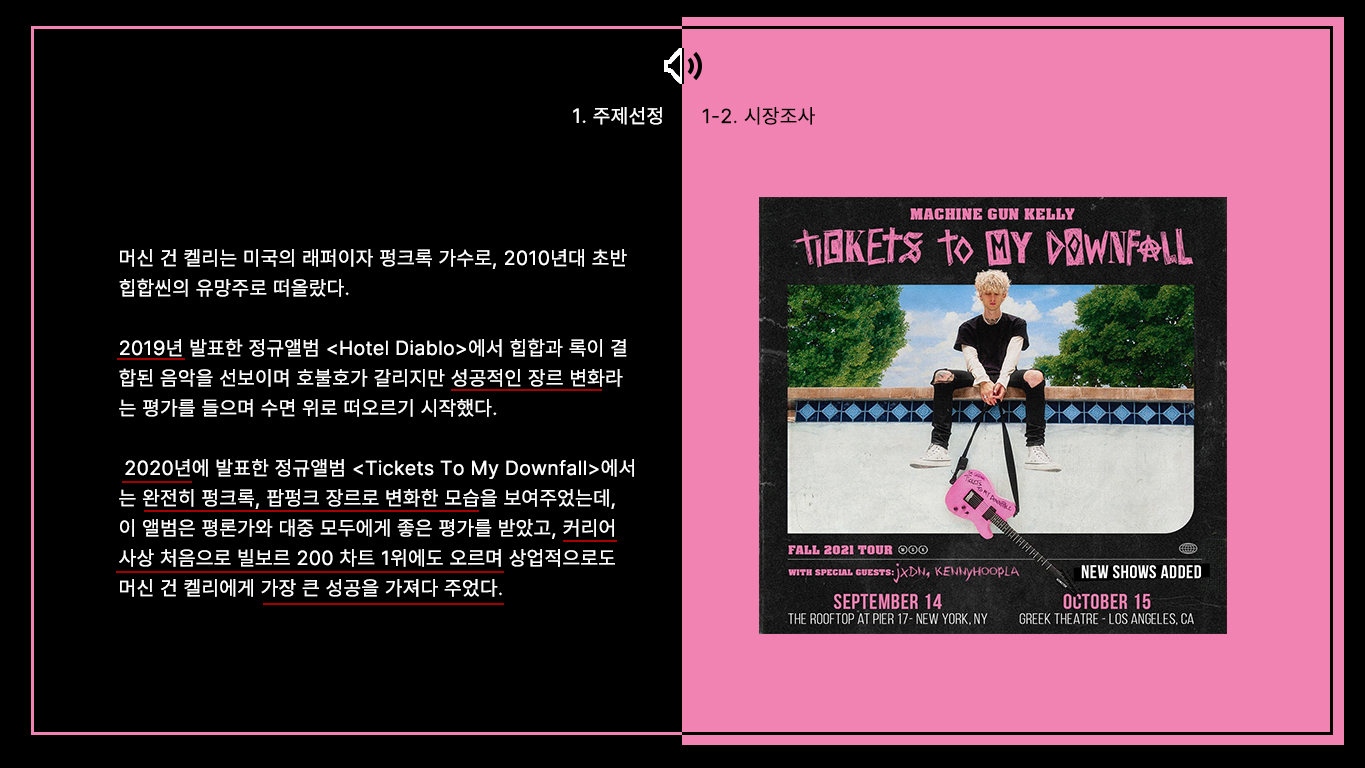 1. 주제선정
1-2. 시장조사
머신 건 켈리는 미국의 래퍼이자 펑크록 가수로, 2010년대 초반
힙합씬의 유망주로 떠올랐다.
2019년 발표한 정규앨범 <Hotel Diablo>에서 힙합과 록이 결
합된 음악을 선보이며 호불호가 갈리지만 성공적인 장르 변화라
는 평가를 들으며 수면 위로 떠오르기 시작했다.
2020년에 발표한 정규앨범 <Tickets To My Downfall>에서
는 완전히 펑크록, 팝펑크 장르로 변화한 모습을 보여주었는데,
이 앨범은 평론가와 대중 모두에게 좋은 평가를 받았고, 커리어
사상 처음으로 빌보르 200 차트 1위에도 오르며 상업적으로도
머신 건 켈리에게 가장 큰 성공을 가져다 주었다.
MACHINE GUN KELLY
TICKETS TO MY DOWNFALL
TICKETS TO MY DOWNFALL
FALL 2021 TOUR
WITH SPECIAL GUESTS: jXDN, KENNYHOOPLA
NEW SHOWS ADDED
SEPTEMBER 14
THE ROOFTOP AT PIER 17- NEW YORK, NY
OCTOBER 15
GREEK THEATRE - LOS ANGELES, CA